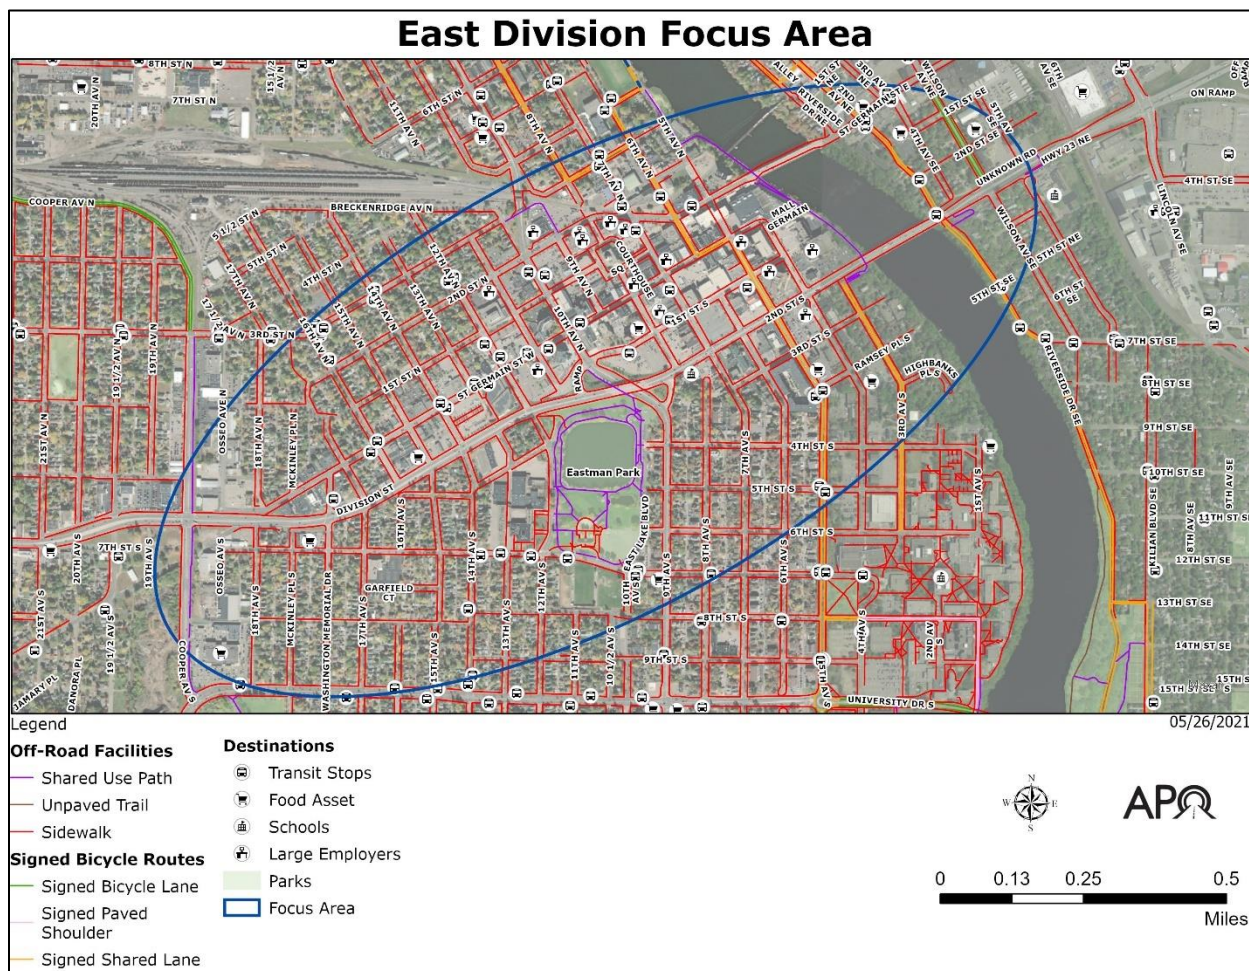 East Division Focus Area
8TH ST N
7TH ST N
20TH AV N
15 1/2 AV N
11TH AV N
6TH ST N
8TH AV N
6TH AV N
7TH AV N
5TH AV N
ALLEY
RIVERSIDE DR NE
ST GERMAIN ST E
1ST ST NE
2ND AV NE
3RD AV NE
WILSON AV NE
1ST ST SE
5TH AV SE
6TH AV SE
4TH AV SE
2ND ST SE
UNKNOWN RD
HWY 23 NE
ON RAMP
4TH ST SE
LINCOLN AV SE
COOPER AV N
BRECKENRIDGE AV N
5 1/2 ST N
5TH ST N
4TH ST N
17TH AV N
17 1/2 AV N
3RD ST N
16TH AV N
15TH AV N
14TH AV N
13TH AV N
12TH AV N
2ND ST N
1ST ST N
ST GERMAIN ST W
10TH AV N
9TH AV N
COURTHOUSE SQ
MALL GERMAIN
1ST ST S
2ND ST S
3RD ST S
RAMSEY PL S
HIGHBANKS PL S
3RD AV S
WILSON AV SE
5TH ST NE
5TH ST SE
6TH ST SE
7TH ST SE
RIVERSIDE DR SE
8TH ST SE
9TH ST SE
10TH ST SE
11TH ST SE
12TH ST SE
13TH ST SE
14TH ST SE
15TH ST SE
KILIAN BLVD SE
8TH AV SE
9TH AV SE
21ST AV N
19 1/2 AV N
19TH AV N
OSSEO AVE N
18TH AV N
MCKINLEY PL N
RAMP
Eastman Park
DIVISION ST
4TH ST S
5TH ST S
6TH ST S
7TH AV S
8TH AV S
9TH AV S
6TH AV S
1ST AV S
EAST LAKE BLVD
7TH ST S
20TH AV S
19TH AV S
21ST AV S
19 1/2 AV S
OSSEO AV S
18TH AV S
MCKINLEY PL S
WASHINGTON MEMORIAL DR
17TH AV S
16TH AV S
GARFIELD CT
14TH AV S
15TH AV S
13TH AV S
12TH AV S
11TH AV S
10 1/2 AV S
10TH AV S
8TH ST S
9TH ST S
5TH AV S
4TH AV S
2ND AV S
UNIVERSITY DR S
COOPER AV S
JAMARY PL
DANORA PL
05/26/2021
Legend
Off-Road Facilities
Shared Use Path
Unpaved Trail
Sidewalk
Signed Bicycle Routes
Signed Bicycle Lane
Signed Paved
Shoulder
Signed Shared Lane
Destinations
Transit Stops
Food Asset
Schools
Large Employers
Parks
Focus Area
N
W E
S
APO
0 0.13 0.25 0.5
Miles